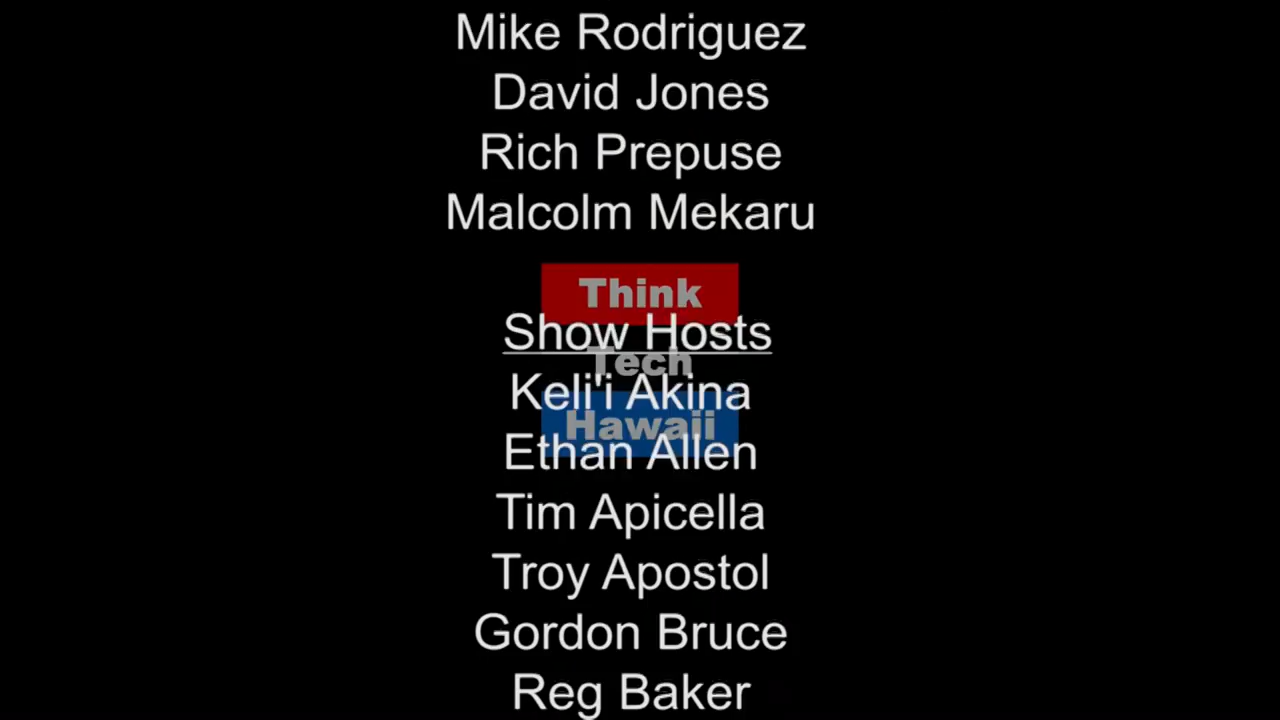 Mike Rodriguez
David Jones
Rich Prepuse
Malcolm Mekaru
Think
Show Hosts
Tech
Keli'i Akina
Hawaii
Ethan Allen
Tim Apicella
Troy Apostol
Gordon Bruce
Reg Baker